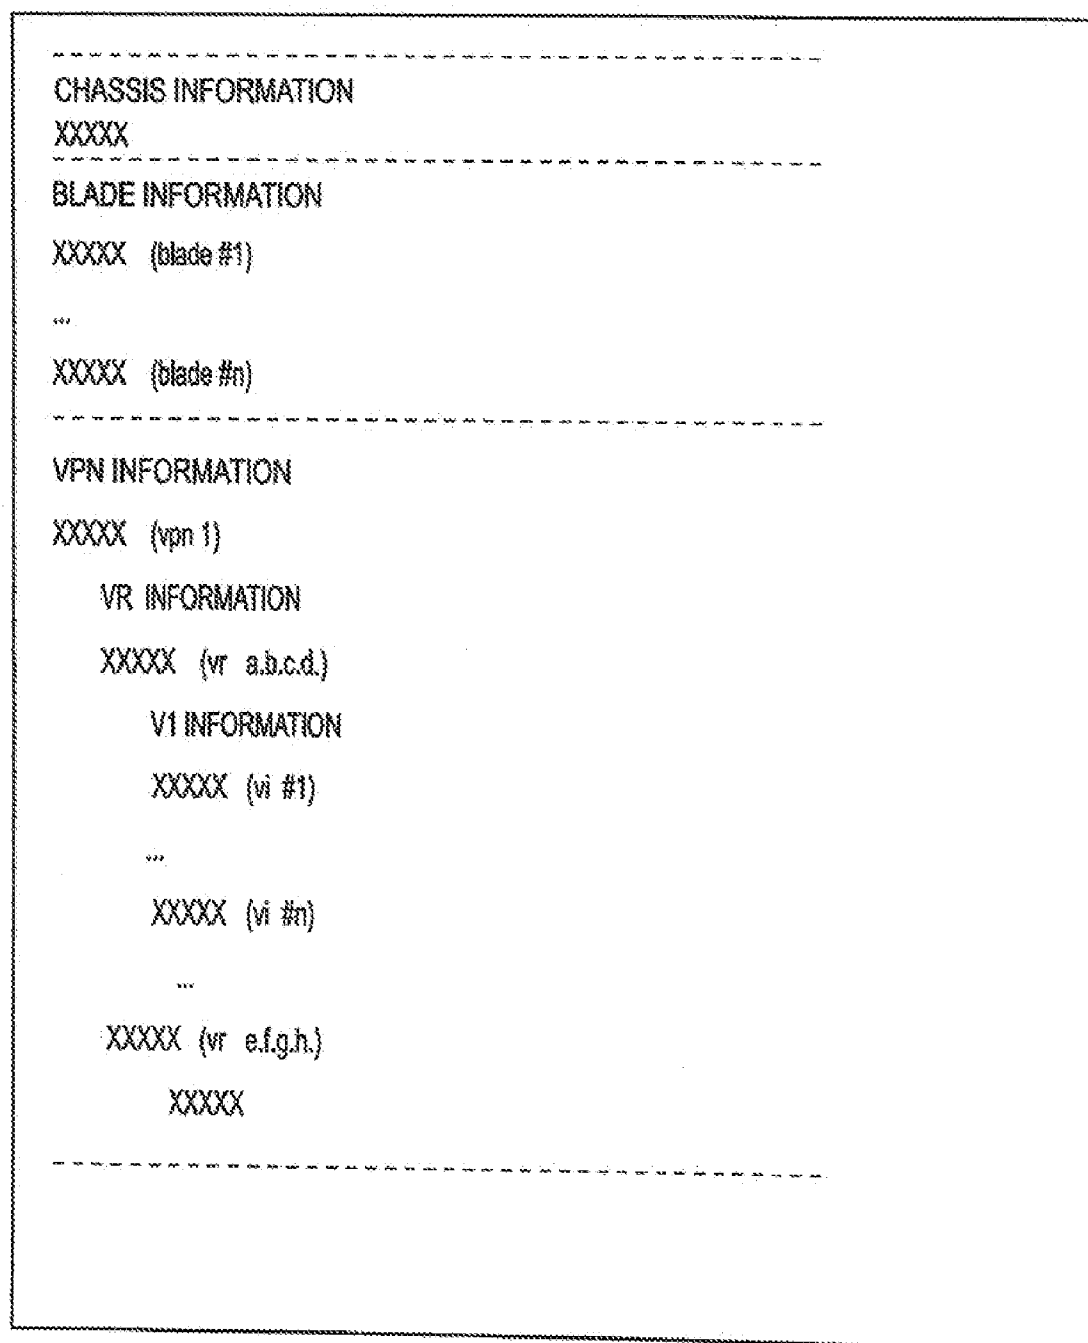 CHASSIS INFORMATION
XXXXX
BLADE INFORMATION
XXXXX (blade #1)
...
XXXXX (blade #n)
VPN INFORMATION
XXXXX (vpn 1)
VR INFORMATION
XXXXX (vr a.b.c.d.)
V1 INFORMATION
XXXXX (vi #1)
...
XXXXX (vi #n)
...
XXXXX (vr e.f.g.h.)
XXXXX